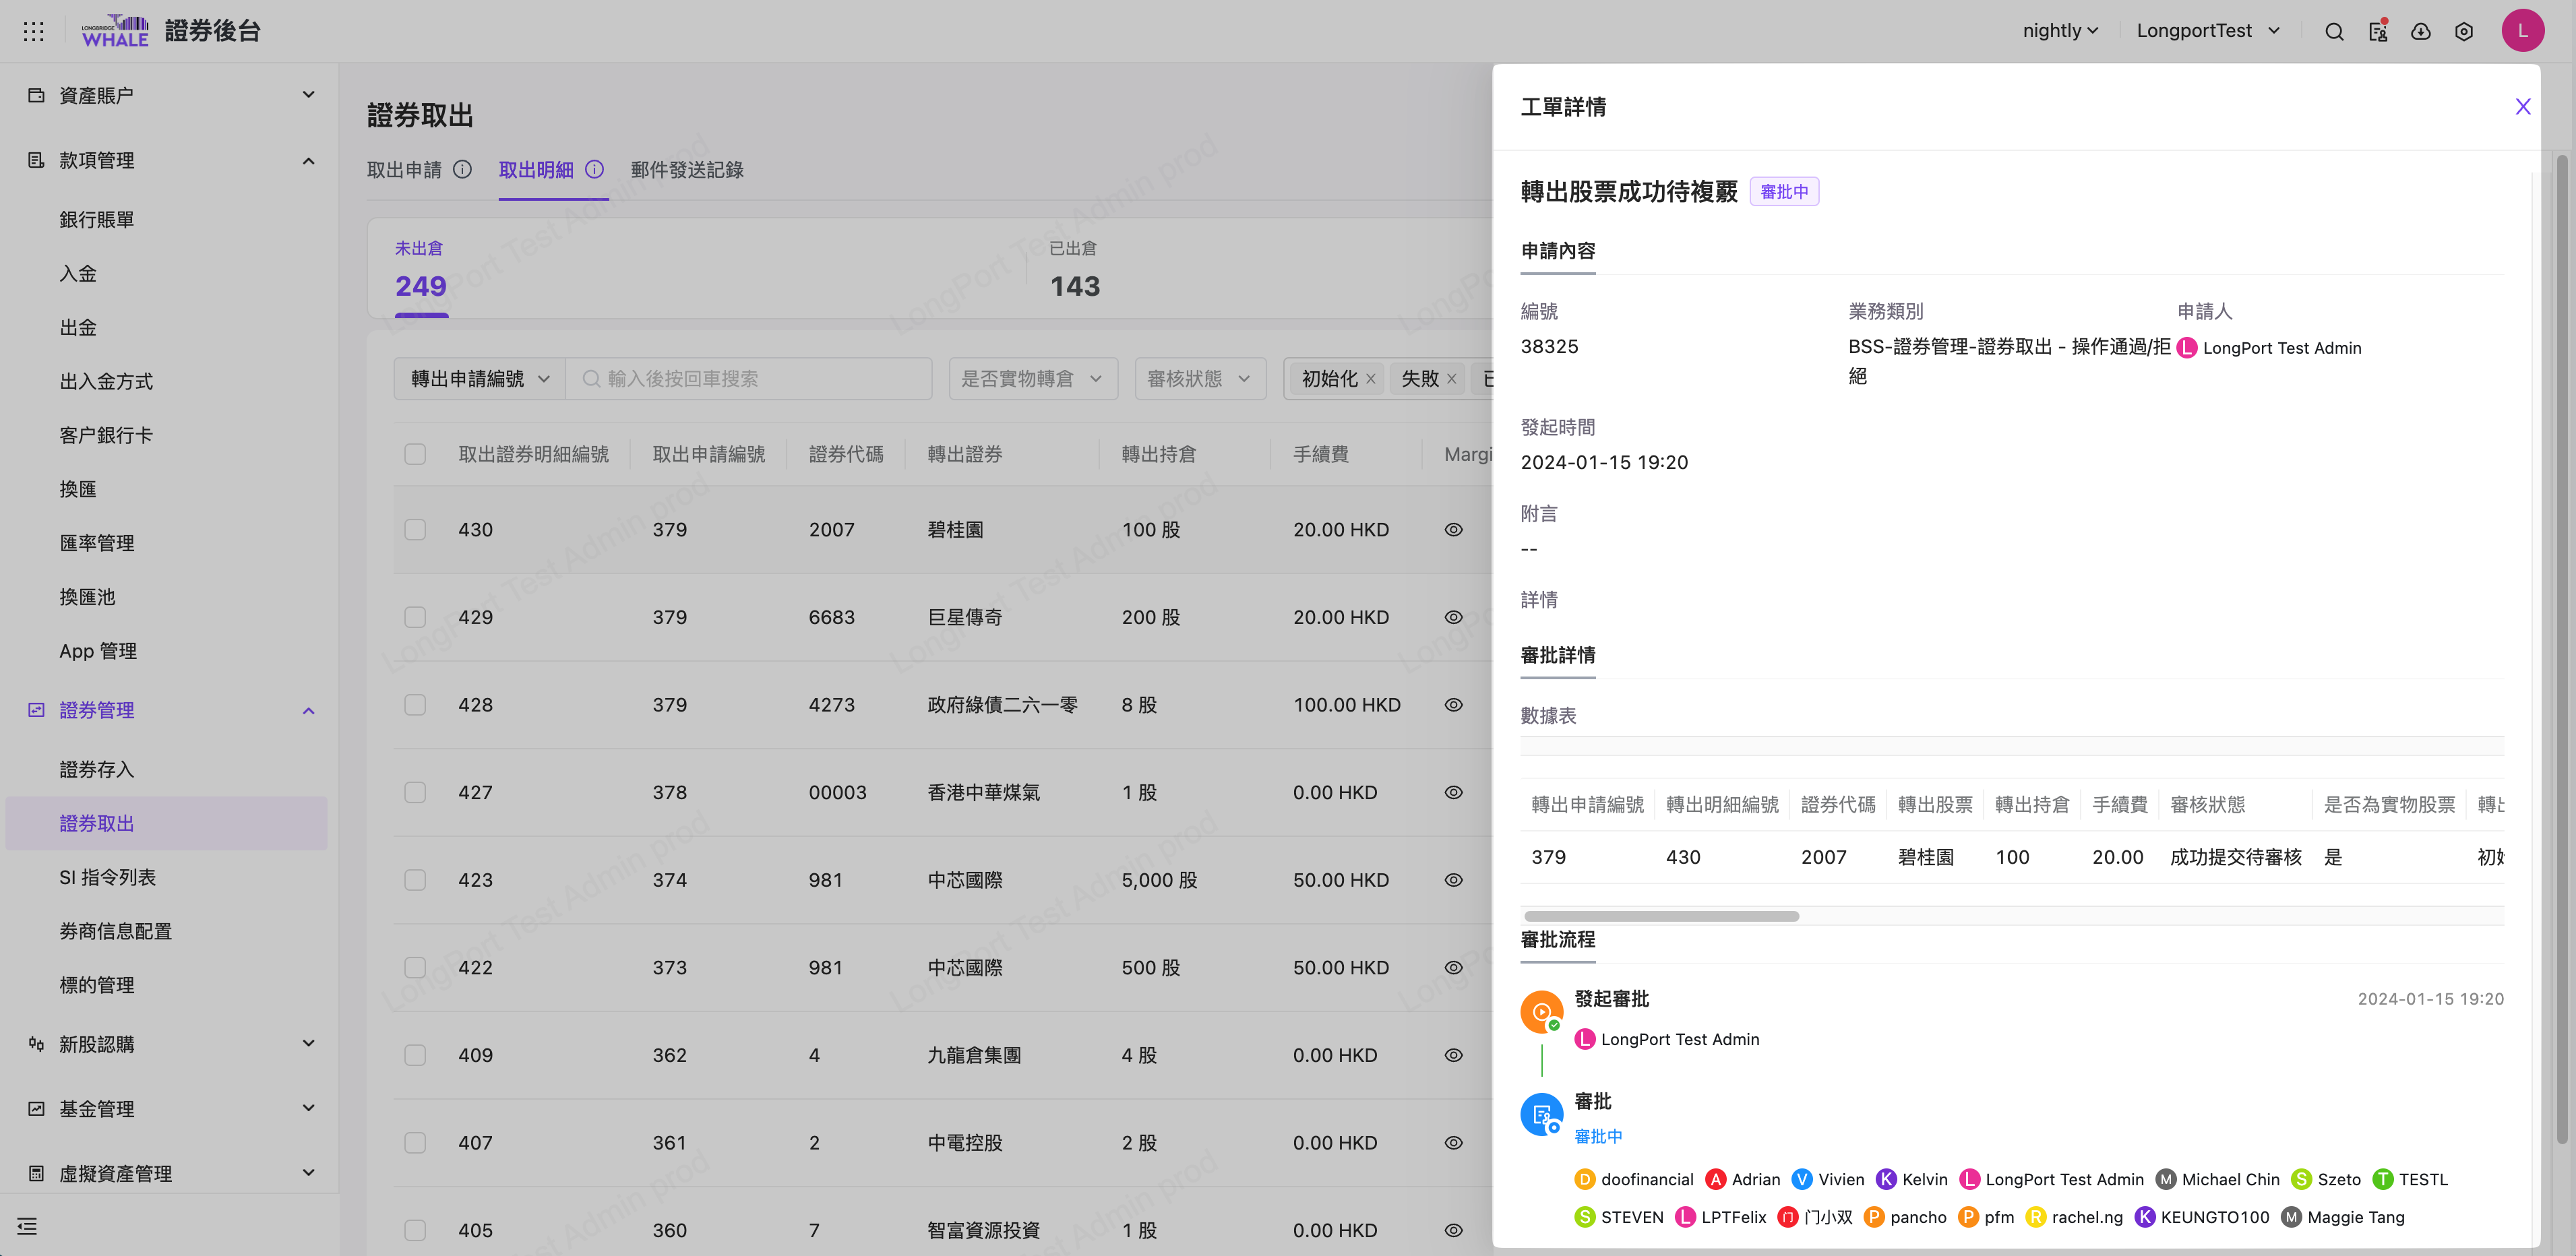 LONGBRIDGE
WHALE
證券後台
nightly
LongportTest
L
資產賬户
款項管理
銀行賬單
入金
出金
出入金方式
客户銀行卡
換匯
匯率管理
換匯池
App 管理
證券管理
證券存入
證券取出
SI 指令列表
券商信息配置
標的管理
新股認購
基金管理
虛擬資產管理
證券取出
取出申請
取出明細
郵件發送記錄
未出倉
249
已出倉
143
轉出申請編號
輸入後按回車搜索
是否實物轉倉
審核狀態
初始化 ×
失敗 ×
取出證券明細編號 取出申請編號 證券代碼 轉出證券 轉出持倉 手續費
430 379 2007 碧桂園 100 股 20.00 HKD
429 379 6683 巨星傳奇 200 股 20.00 HKD
428 379 4273 政府綠債二六一零 8 股 100.00 HKD
427 378 00003 香港中華煤氣 1 股 0.00 HKD
423 374 981 中芯國際 5,000 股 50.00 HKD
422 373 981 中芯國際 500 股 50.00 HKD
409 362 4 九龍倉集團 4 股 0.00 HKD
407 361 2 中電控股 2 股 0.00 HKD
405 360 7 智富資源投資 1 股 0.00 HKD
LongPort Test Admin prod
工單詳情
轉出股票成功待複覈 審批中
申請內容
編號 業務類別 申請人
38325 BSS-證券管理-證券取出 - 操作通過/拒 L LongPort Test Admin
絕
發起時間
2024-01-15 19:20
附言
--
詳情
審批詳情
數據表
轉出申請編號 轉出明細編號 證券代碼 轉出股票 轉出持倉 手續費 審核狀態 是否為實物股票
379 430 2007 碧桂園 100 20.00 成功提交待審核 是
審批流程
發起審批 2024-01-15 19:20
L LongPort Test Admin
審批
審批中
D doofinancial A Adrian V Vivien K Kelvin L LongPort Test Admin M Michael Chin S Szeto T TESTL
S STEVEN L LPTFelix 门 门小双 P pancho P pfm R rachel.ng K KEUNGTO100 M Maggie Tang